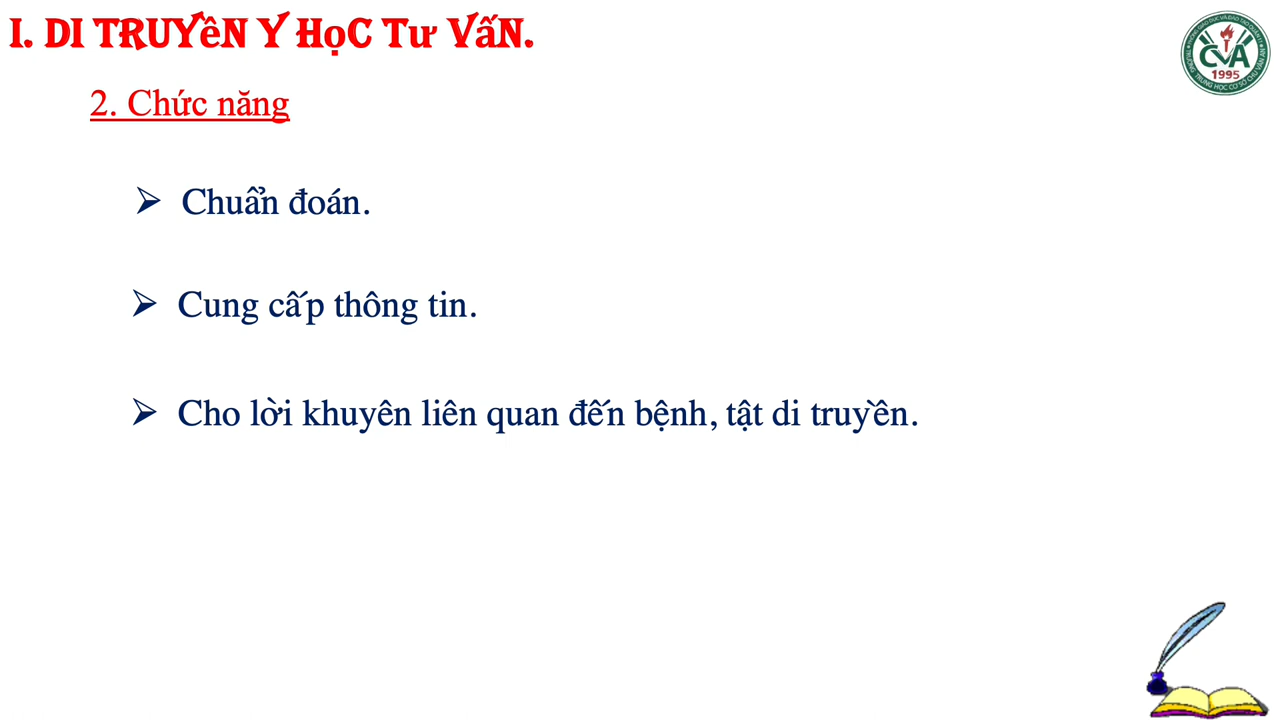 I. DI TRUYềN Y HọC Tư VấN.
CVA
1995
2. Chức năng
➢ Chuẩn đoán.
➢ Cung cấp thông tin.
➢ Cho lời khuyên liên quan đến bệnh, tật di truyền.